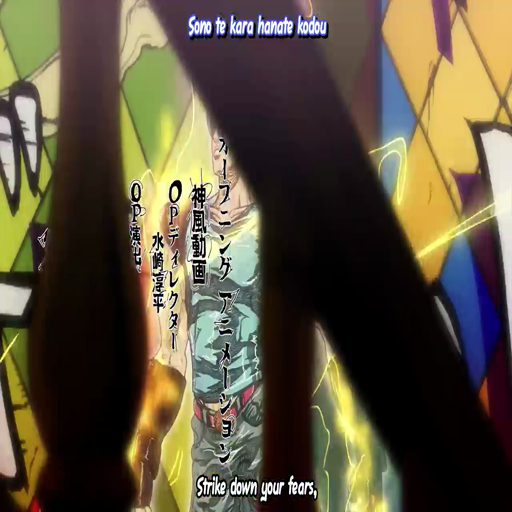 Sono te kara hanate kodou
オープニング アニメーション
神風動画
OPディレクター
水崎淳平
OP演出
Strike down your fears,